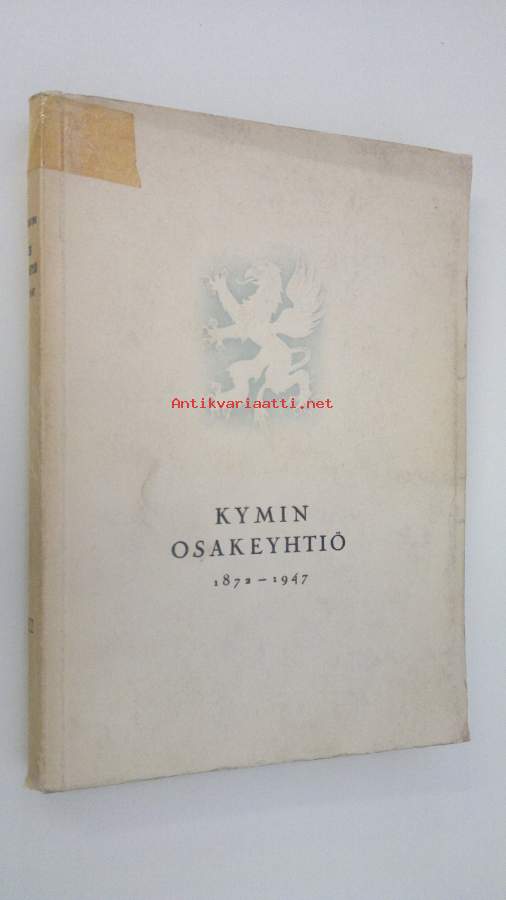 Antikvariaatti.net
KYMIN
OSAKEYHTIÖ
1872 – 1947